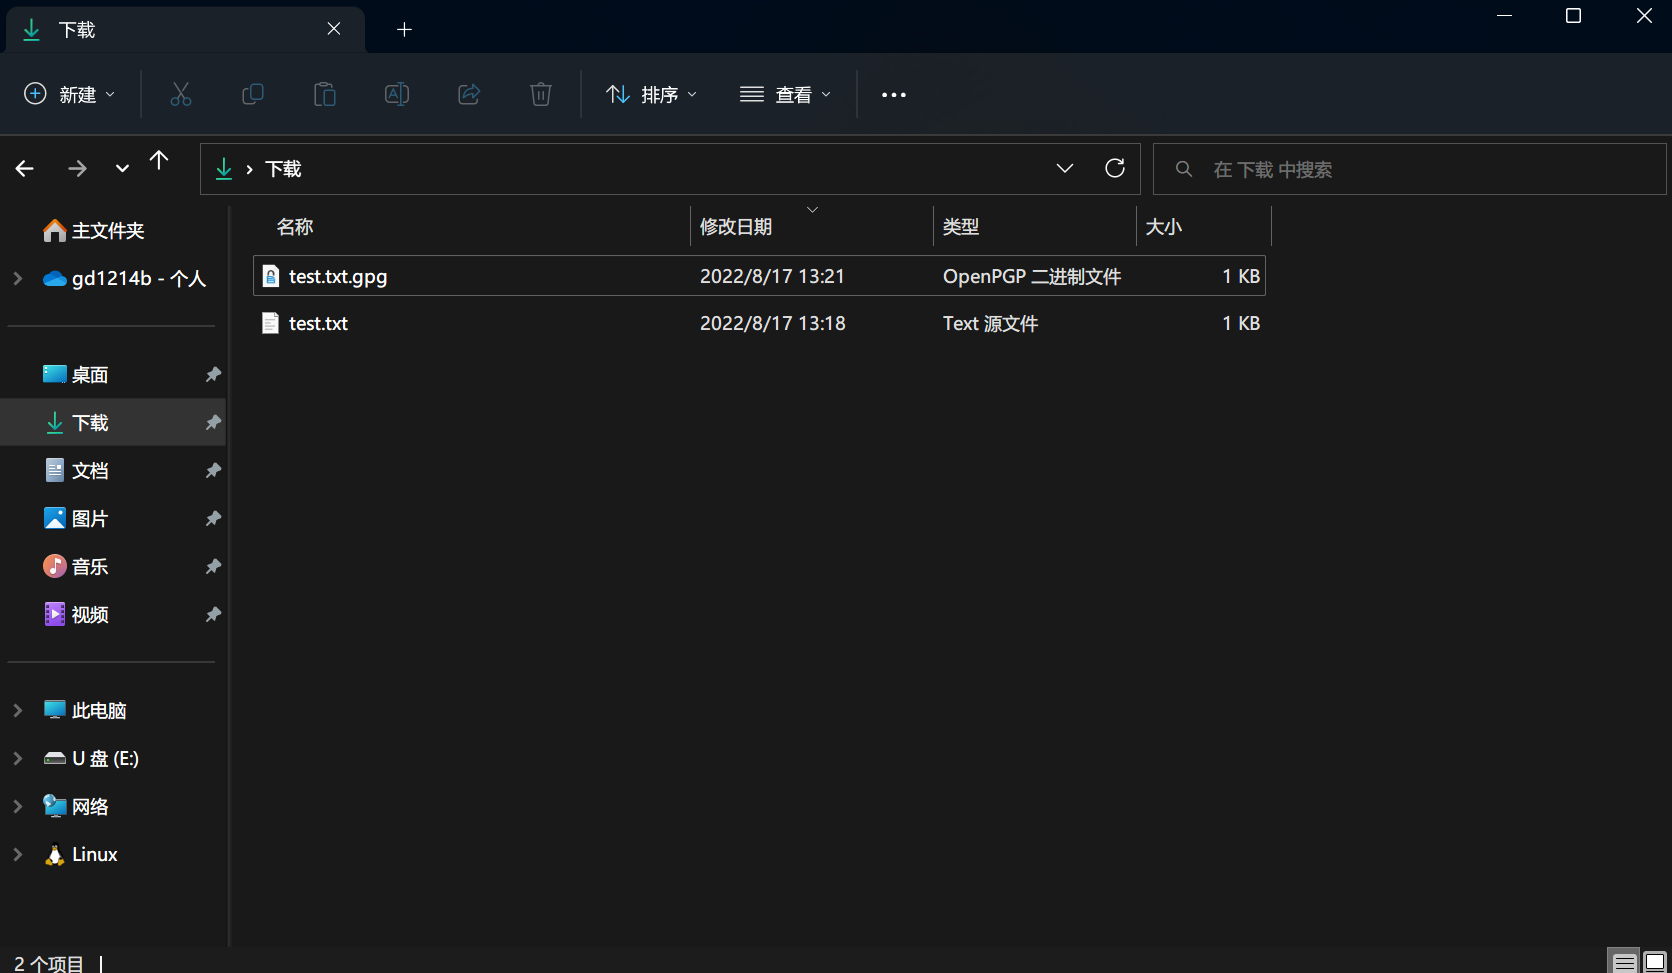 下载
新建
排序
查看
下载
在 下载 中搜索
主文件夹
gd1214b - 个人
桌面
下载
文档
图片
音乐
视频
此电脑
U 盘 (E:)
网络
Linux
名称 修改日期 类型 大小
test.txt.gpg 2022/8/17 13:21 OpenPGP 二进制文件 1 KB
test.txt 2022/8/17 13:18 Text 源文件 1 KB
2 个项目